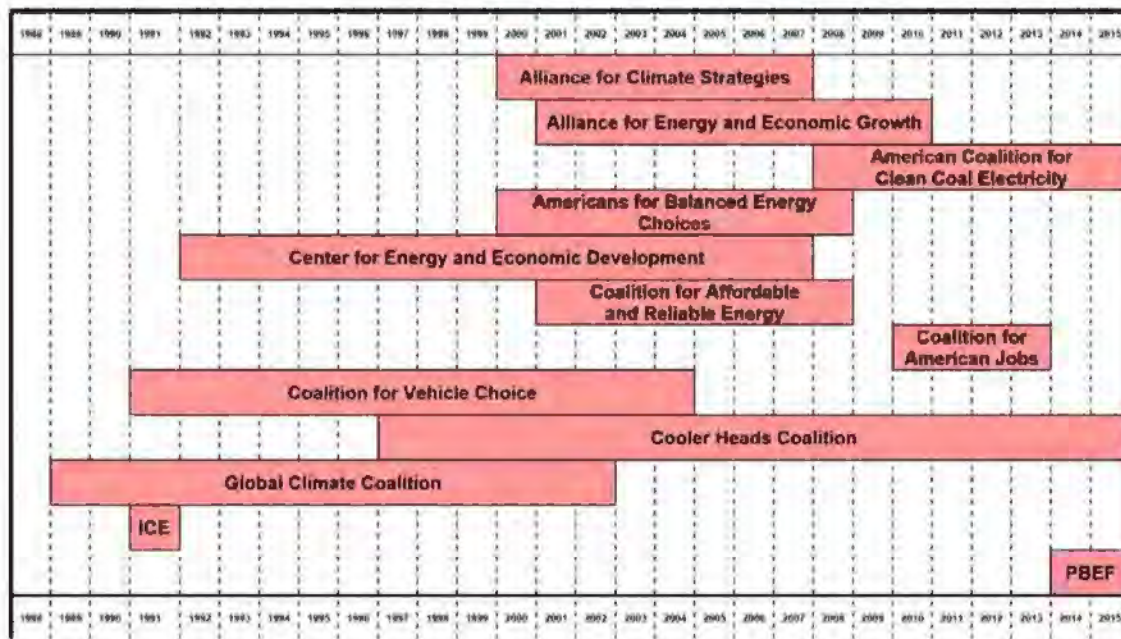 1988 1989 1990 1991 1992 1993 1994 1995 1996 1997 1998 1999 2000 2001 2002 2003 2004 2005 2006 2007 2008 2009 2010 2011 2012 2013 2014 2015
Alliance for Climate Strategies
Alliance for Energy and Economic Growth
American Coalition for
Clean Coal Electricity
Americans for Balanced Energy
Choices
Center for Energy and Economic Development
Coalition for Affordable
and Reliable Energy
Coalition for
American Jobs
Coalition for Vehicle Choice
Cooler Heads Coalition
Global Climate Coalition
ICE
PBEF
1988 1989 1990 1991 1992 1993 1994 1995 1996 1997 1998 1999 2000 2001 2002 2003 2004 2005 2006 2007 2008 2009 2010 2011 2012 2013 2014 2015